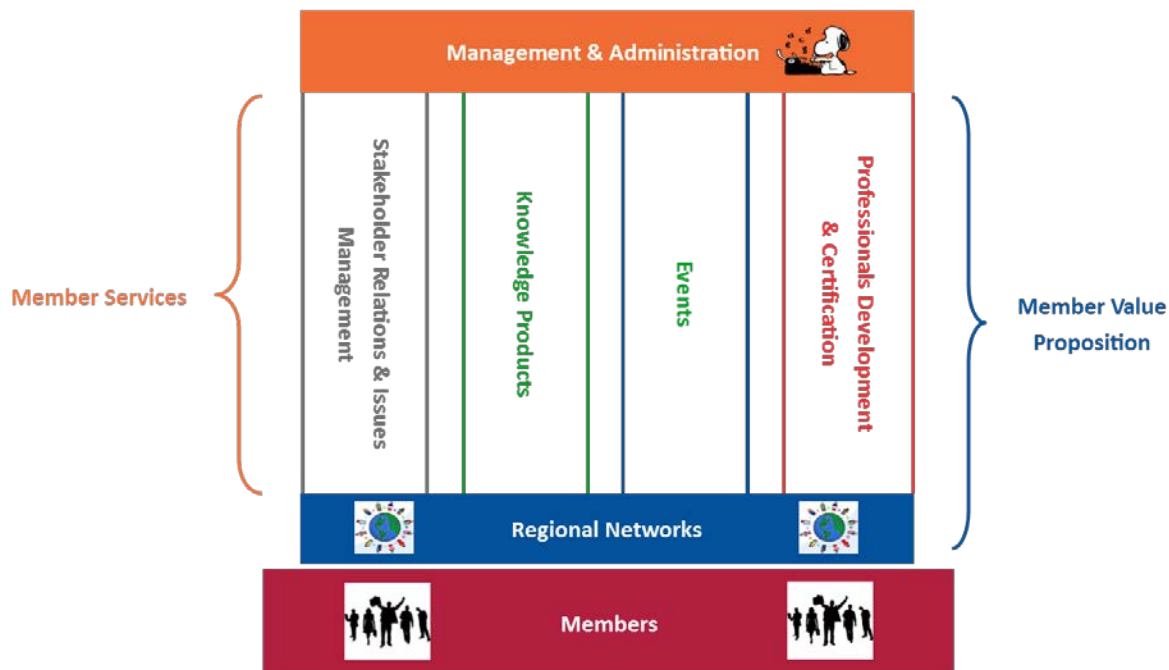 Management & Administration
Member Services
Stakeholder Relations & Issues
Management
Knowledge Products
Events
Professionals Development
& Certification
Member Value
Proposition
Regional Networks
Members